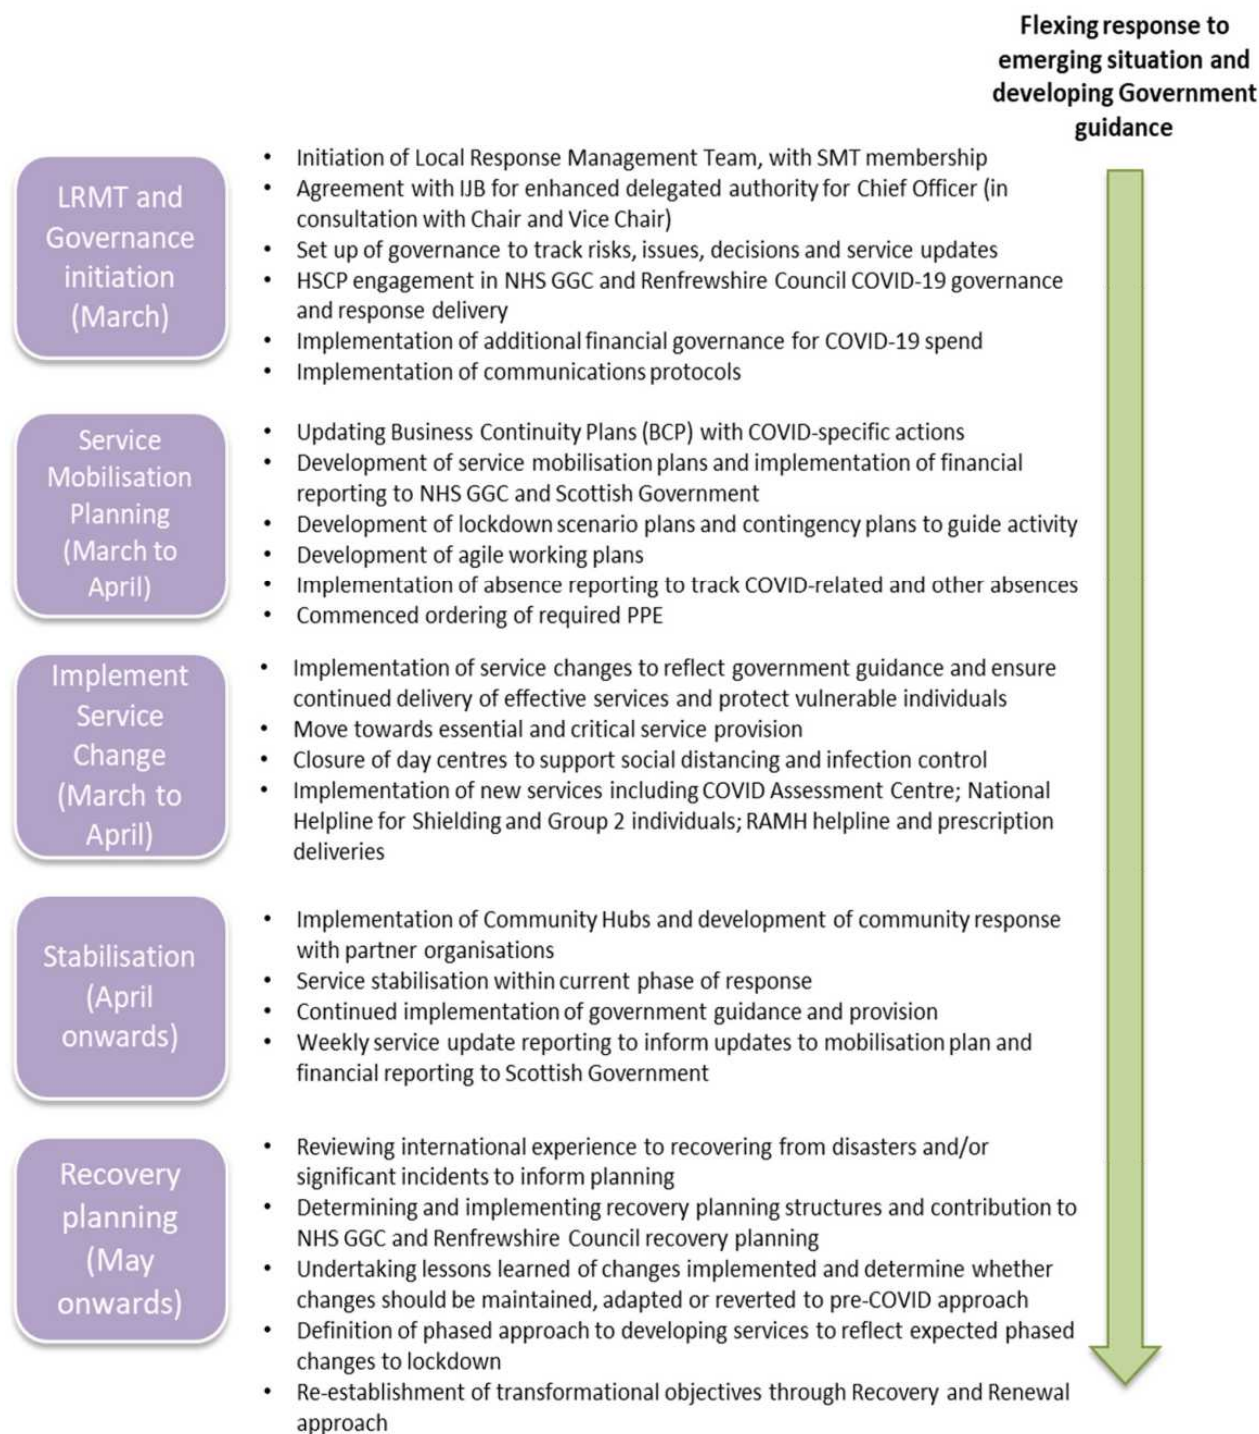 Flexing response to
emerging situation and
developing Government
guidance
LRMT and
Governance
initiation
(March)
• Initiation of Local Response Management Team, with SMT membership
• Agreement with IJB for enhanced delegated authority for Chief Officer (in
consultation with Chair and Vice Chair)
• Set up of governance to track risks, issues, decisions and service updates
• HSCP engagement in NHS GGC and Renfrewshire Council COVID-19 governance
and response delivery
• Implementation of additional financial governance for COVID-19 spend
• Implementation of communications protocols
Service
Mobilisation
Planning
(March to
April)
• Updating Business Continuity Plans (BCP) with COVID-specific actions
• Development of service mobilisation plans and implementation of financial
reporting to NHS GGC and Scottish Government
• Development of lockdown scenario plans and contingency plans to guide activity
• Development of agile working plans
• Implementation of absence reporting to track COVID-related and other absences
• Commenced ordering of required PPE
Implement
Service
Change
(March to
April)
• Implementation of service changes to reflect government guidance and ensure
continued delivery of effective services and protect vulnerable individuals
• Move towards essential and critical service provision
• Closure of day centres to support social distancing and infection control
• Implementation of new services including COVID Assessment Centre; National
Helpline for Shielding and Group 2 individuals; RAMH helpline and prescription
deliveries
Stabilisation
(April
onwards)
• Implementation of Community Hubs and development of community response
with partner organisations
• Service stabilisation within current phase of response
• Continued implementation of government guidance and provision
• Weekly service update reporting to inform updates to mobilisation plan and
financial reporting to Scottish Government
Recovery
planning
(May
onwards)
• Reviewing international experience to recovering from disasters and/or
significant incidents to inform planning
• Determining and implementing recovery planning structures and contribution to
NHS GGC and Renfrewshire Council recovery planning
• Undertaking lessons learned of changes implemented and determine whether
changes should be maintained, adapted or reverted to pre-COVID approach
• Definition of phased approach to developing services to reflect expected phased
changes to lockdown
• Re-establishment of transformational objectives through Recovery and Renewal
approach